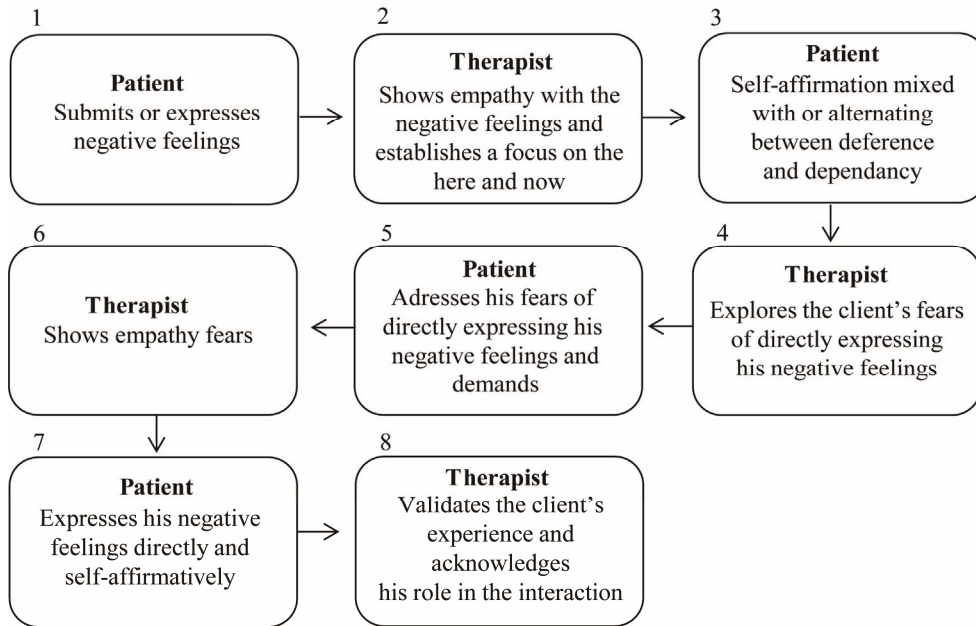 1
Patient
Submits or expresses
negative feelings
2
Therapist
Shows empathy with the
negative feelings and
establishes a focus on the
here and now
3
Patient
Self-affirmation mixed
with or alternating
between deference
and dependancy
4
Therapist
Explores the client’s fears
of directly expressing
his negative feelings
5
Patient
Adresses his fears of
directly expressing his
negative feelings and
demands
6
Therapist
Shows empathy fears
7
Patient
Expresses his negative
feelings directly and
self-affirmatively
8
Therapist
Validates the client’s
experience and
acknowledges
his role in the interaction